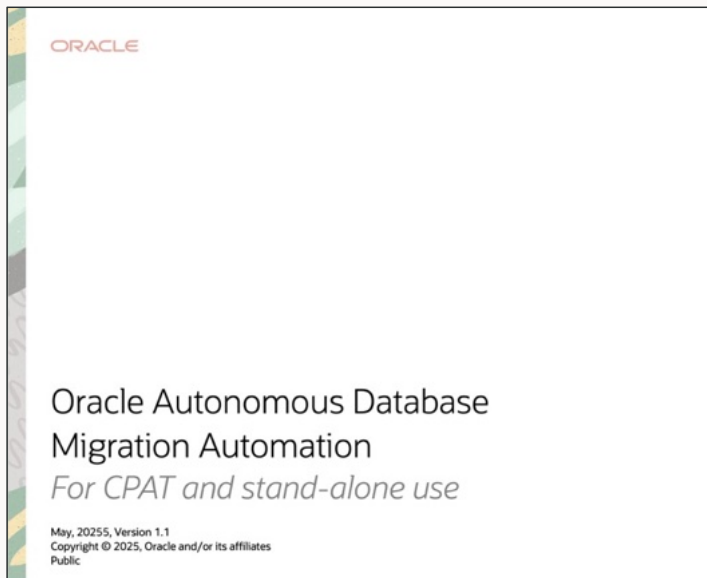 ORACLE
Oracle Autonomous Database
Migration Automation
For CPAT and stand-alone use
May, 20255, Version 1.1
Copyright © 2025, Oracle and/or its affiliates
Public